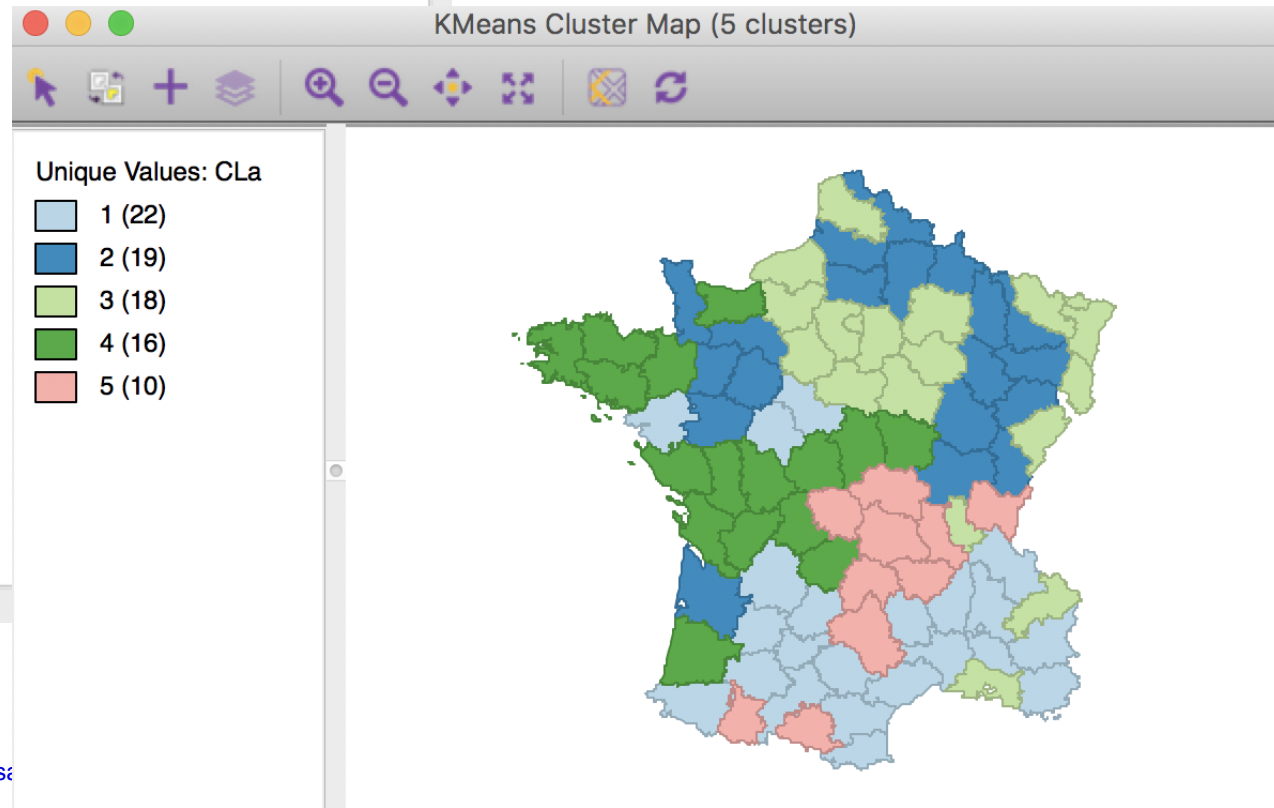 KMeans Cluster Map (5 clusters)
Unique Values: CLa
1 (22)
2 (19)
3 (18)
4 (16)
5 (10)